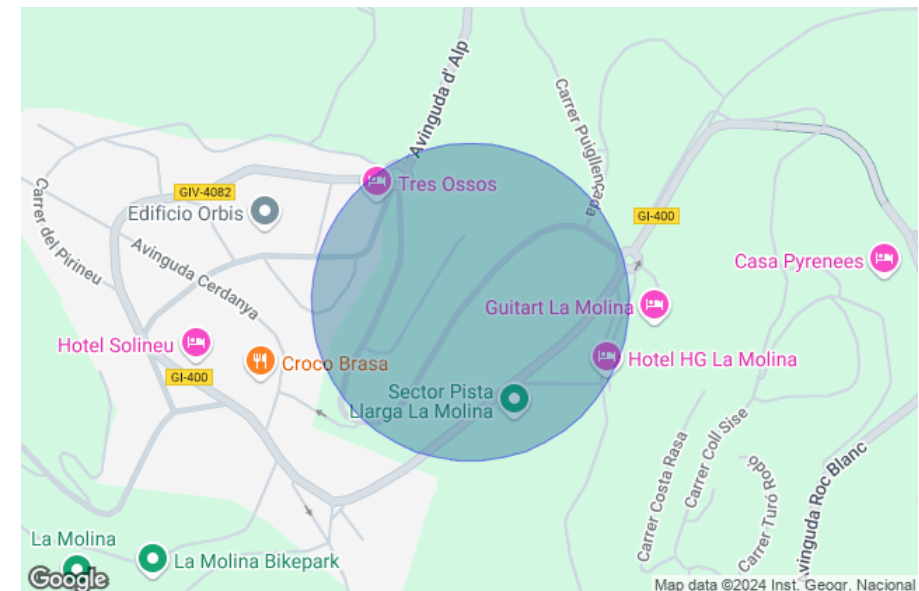 Avinguda d' Alp
Carrer Puigllençada
Tres Ossos
GIV-4082
Edificio Orbis
Carrer del Pirineu
Avinguda Cerdanya
GI-400
Casa Pyrenees
Guitart La Molina
Hotel Solineu
Croco Brasa
Hotel HG La Molina
GI-400
Sector Pista
Llarga La Molina
Carrer Costa Rasa
Carrer Coll Sise
Carrer Turó Rodó
Avinguda Roc Blanc
La Molina
La Molina Bikepark
Google
Map data ©2024 Inst. Geogr. Nacional